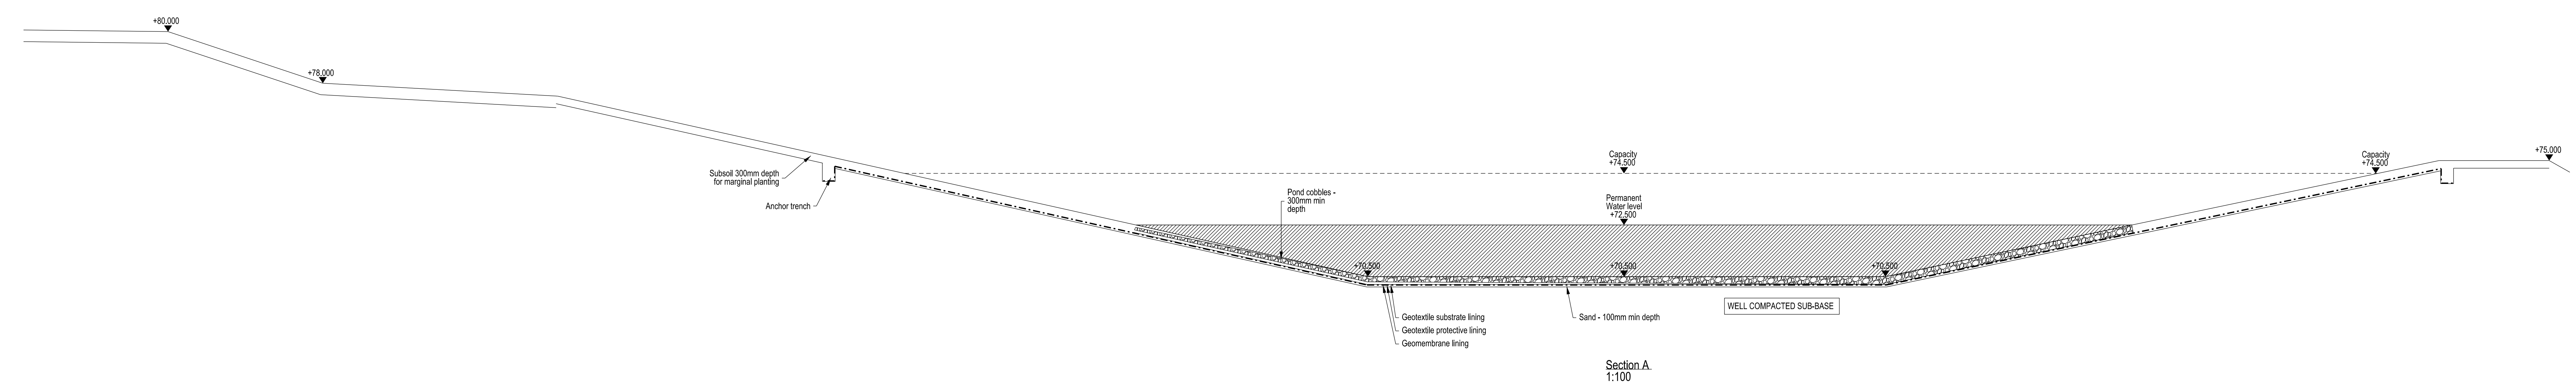 +80.000
+78.000
Subsoil 300mm depth
for marginal planting
Anchor trench
Pond cobbles -
300mm min
depth
Capacity
+74.500
Permanent
Water level
+72.500
Capacity
+74.500
+75.000
+70.500
+70.500
+70.500
Geotextile substrate lining
Geotextile protective lining
Geomembrane lining
Sand - 100mm min depth
WELL COMPACTED SUB-BASE
Section A
1:100